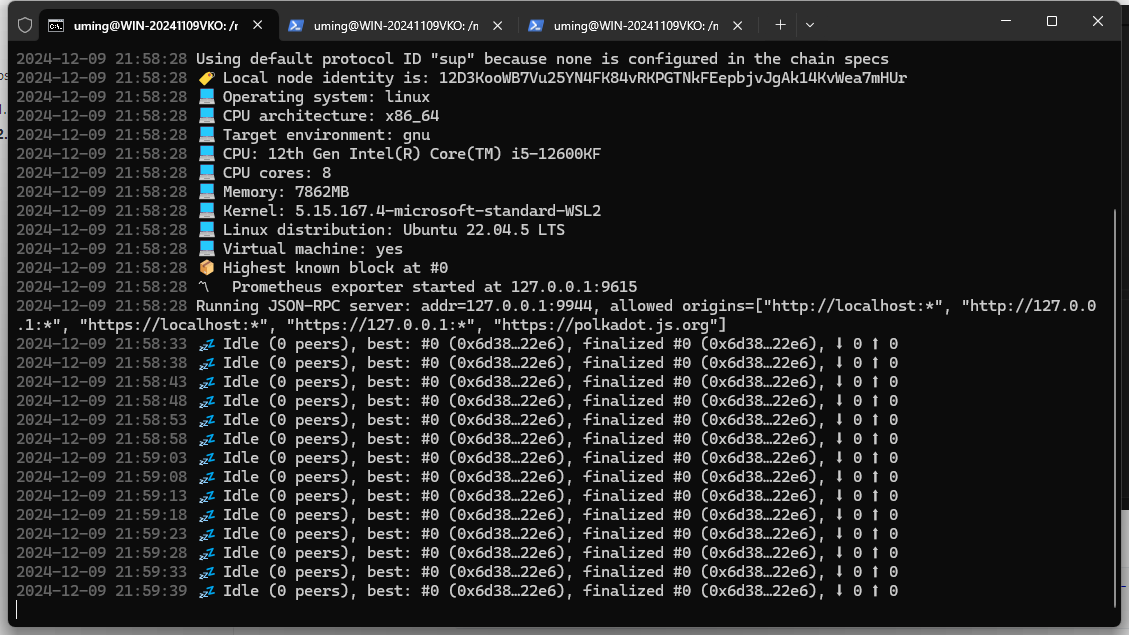 uming@WIN-20241109VKO: /r
uming@WIN-20241109VKO: /r
uming@WIN-20241109VKO: /r
2024-12-09 21:58:28 Using default protocol ID "sup" because none is configured in the chain specs
2024-12-09 21:58:28 🏷 Local node identity is: 12D3KooWB7Vu25YN4FK84vRKPGTNkFEepbjvJgAk14KvWea7mHUr
2024-12-09 21:58:28 💻 Operating system: linux
2024-12-09 21:58:28 💻 CPU architecture: x86_64
2024-12-09 21:58:28 💻 Target environment: gnu
2024-12-09 21:58:28 💻 CPU: 12th Gen Intel(R) Core(TM) i5-12600KF
2024-12-09 21:58:28 💻 CPU cores: 8
2024-12-09 21:58:28 💻 Memory: 7862MB
2024-12-09 21:58:28 💻 Kernel: 5.15.167.4-microsoft-standard-WSL2
2024-12-09 21:58:28 💻 Linux distribution: Ubuntu 22.04.5 LTS
2024-12-09 21:58:28 💻 Virtual machine: yes
2024-12-09 21:58:28 📦 Highest known block at #0
2024-12-09 21:58:28 〽 Prometheus exporter started at 127.0.0.1:9615
2024-12-09 21:58:28 Running JSON-RPC server: addr=127.0.0.1:9944, allowed origins=["http://localhost:*", "http://127.0.0
.1:*", "https://localhost:*", "https://127.0.0.1:*", "https://polkadot.js.org"]
2024-12-09 21:58:33 💤 Idle (0 peers), best: #0 (0x6d38…22e6), finalized #0 (0x6d38…22e6), ⬇ 0 ⬆ 0
2024-12-09 21:58:38 💤 Idle (0 peers), best: #0 (0x6d38…22e6), finalized #0 (0x6d38…22e6), ⬇ 0 ⬆ 0
2024-12-09 21:58:43 💤 Idle (0 peers), best: #0 (0x6d38…22e6), finalized #0 (0x6d38…22e6), ⬇ 0 ⬆ 0
2024-12-09 21:58:48 💤 Idle (0 peers), best: #0 (0x6d38…22e6), finalized #0 (0x6d38…22e6), ⬇ 0 ⬆ 0
2024-12-09 21:58:53 💤 Idle (0 peers), best: #0 (0x6d38…22e6), finalized #0 (0x6d38…22e6), ⬇ 0 ⬆ 0
2024-12-09 21:58:58 💤 Idle (0 peers), best: #0 (0x6d38…22e6), finalized #0 (0x6d38…22e6), ⬇ 0 ⬆ 0
2024-12-09 21:59:03 💤 Idle (0 peers), best: #0 (0x6d38…22e6), finalized #0 (0x6d38…22e6), ⬇ 0 ⬆ 0
2024-12-09 21:59:08 💤 Idle (0 peers), best: #0 (0x6d38…22e6), finalized #0 (0x6d38…22e6), ⬇ 0 ⬆ 0
2024-12-09 21:59:13 💤 Idle (0 peers), best: #0 (0x6d38…22e6), finalized #0 (0x6d38…22e6), ⬇ 0 ⬆ 0
2024-12-09 21:59:18 💤 Idle (0 peers), best: #0 (0x6d38…22e6), finalized #0 (0x6d38…22e6), ⬇ 0 ⬆ 0
2024-12-09 21:59:23 💤 Idle (0 peers), best: #0 (0x6d38…22e6), finalized #0 (0x6d38…22e6), ⬇ 0 ⬆ 0
2024-12-09 21:59:28 💤 Idle (0 peers), best: #0 (0x6d38…22e6), finalized #0 (0x6d38…22e6), ⬇ 0 ⬆ 0
2024-12-09 21:59:33 💤 Idle (0 peers), best: #0 (0x6d38…22e6), finalized #0 (0x6d38…22e6), ⬇ 0 ⬆ 0
2024-12-09 21:59:39 💤 Idle (0 peers), best: #0 (0x6d38…22e6), finalized #0 (0x6d38…22e6), ⬇ 0 ⬆ 0